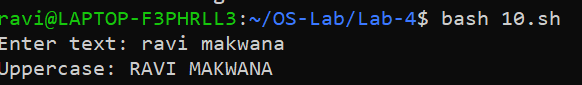 ravi@LAPTOP-F3PHRLL3:~/OS-Lab/Lab-4$ bash 10.sh
Enter text: ravi makwana
Uppercase: RAVI MAKWANA